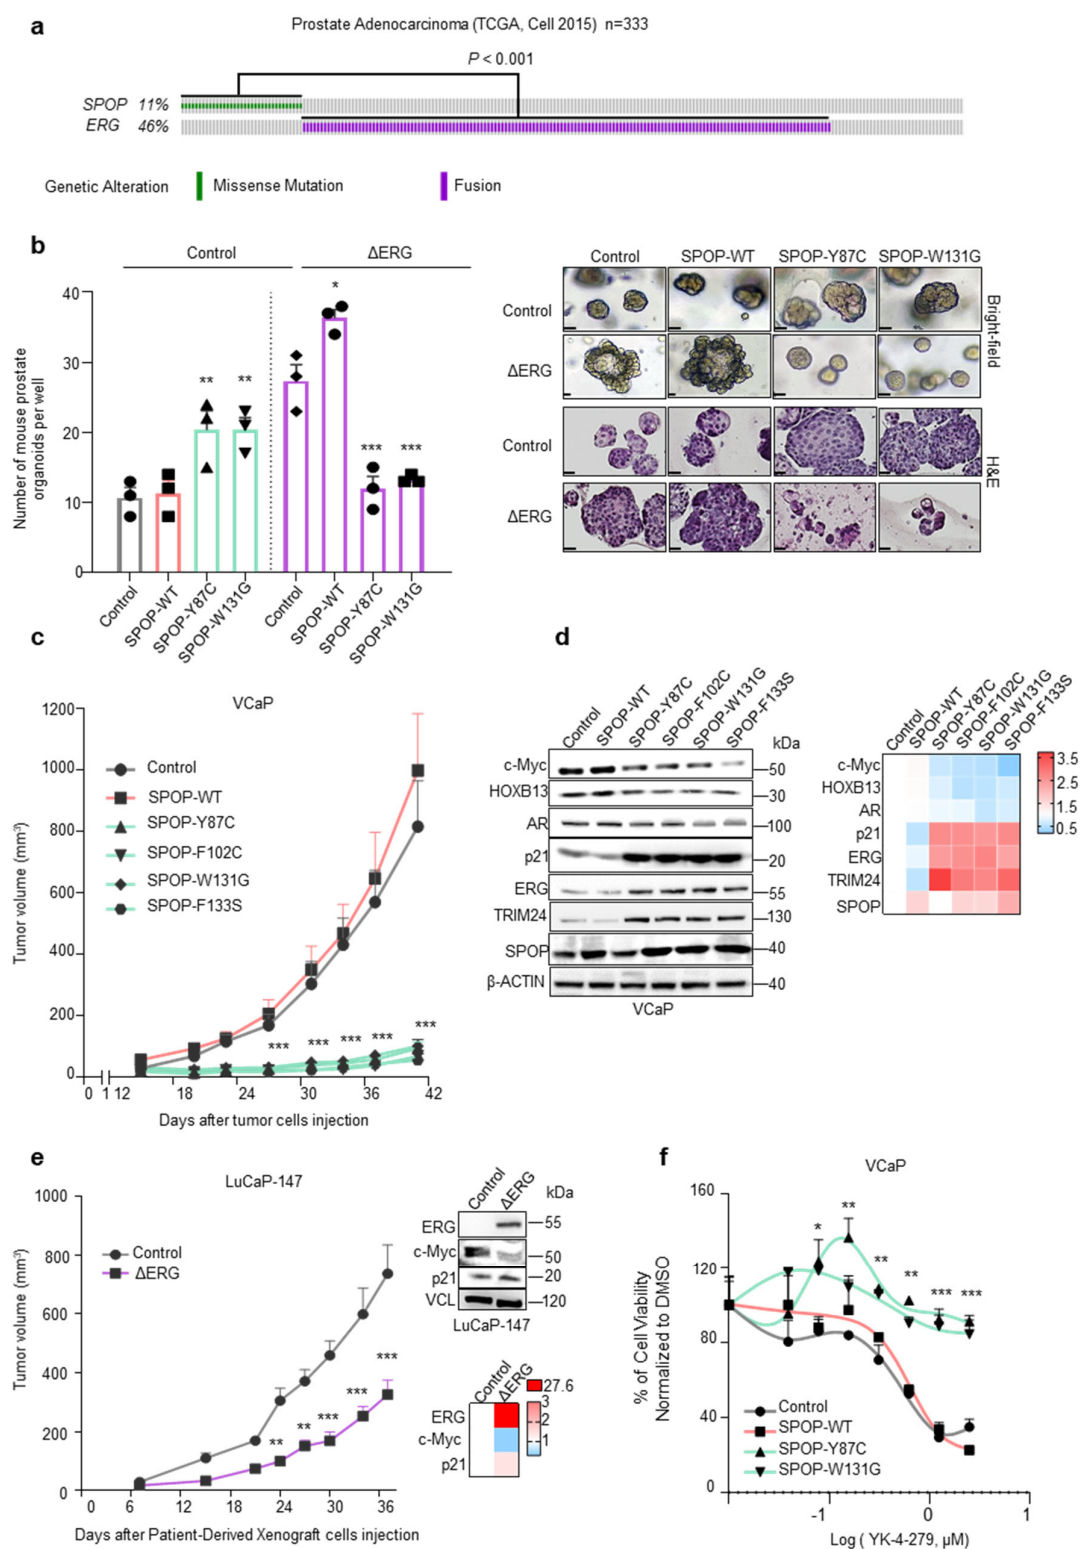 a
Prostate Adenocarcinoma (TCGA, Cell 2015) n=333
P < 0.001
SPOP 11%
ERG 46%
Genetic Alteration Missense Mutation Fusion
b
Control ΔERG
Number of mouse prostate organoids per well
40
30
20
10
0
* ** ** *** ***
Control SPOP-WT SPOP-Y87C SPOP-W131G Control SPOP-WT SPOP-Y87C SPOP-W131G
Control SPOP-WT SPOP-Y87C SPOP-W131G
Control
ΔERG
Bright-field
Control
ΔERG
H&E
c
VCaP
Tumor volume (mm³)
1200
1000
800
600
400
200
0
Control
SPOP-WT
SPOP-Y87C
SPOP-F102C
SPOP-W131G
SPOP-F133S
*** *** *** *** ***
0 12 18 24 30 36 42
Days after tumor cells injection
d
Control SPOP-WT SPOP-Y87C SPOP-F102C SPOP-W131G SPOP-F133S
kDa
c-Myc 50
HOXB13 30
AR 100
p21 20
ERG 55
TRIM24 130
SPOP 40
β-ACTIN 40
VCaP
Control SPOP-WT SPOP-Y87C SPOP-F102C SPOP-W131G SPOP-F133S
c-Myc
HOXB13
AR
p21
ERG
TRIM24
SPOP
3.5
2.5
1.5
0.5
e
LuCaP-147
Tumor volume (mm³)
1000
800
600
400
200
0
Control
ΔERG
** ** *** *** ***
0 6 12 18 24 30 36
Days after Patient-Derived Xenograft cells injection
Control ΔERG kDa
ERG 55
c-Myc 50
p21 20
VCL 120
LuCaP-147
Control ΔERG
ERG
c-Myc
p21
27.6
3
2
1
f
VCaP
% of Cell Viability
Normalized to DMSO
160
120
80
40
0
* ** ** ** *** ***
Control
SPOP-WT
SPOP-Y87C
SPOP-W131G
-1 0 1
Log ( YK-4-279, µM)